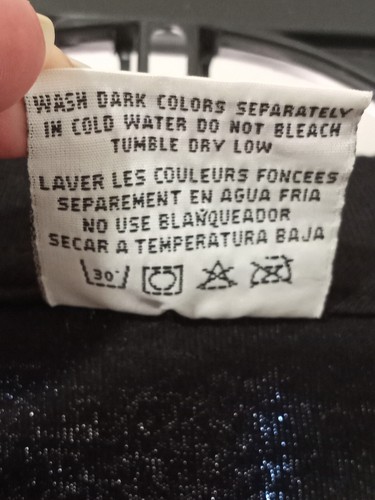 WASH DARK COLORS SEPARATELY
IN COLD WATER DO NOT BLEACH
TUMBLE DRY LOW
LAVER LES COULEURS FONCEES
SEPAREMENT EN AGUA FRIA
NO USE BLAÑQUEADOR
SECAR A TEMPERATURA BAJA
30°